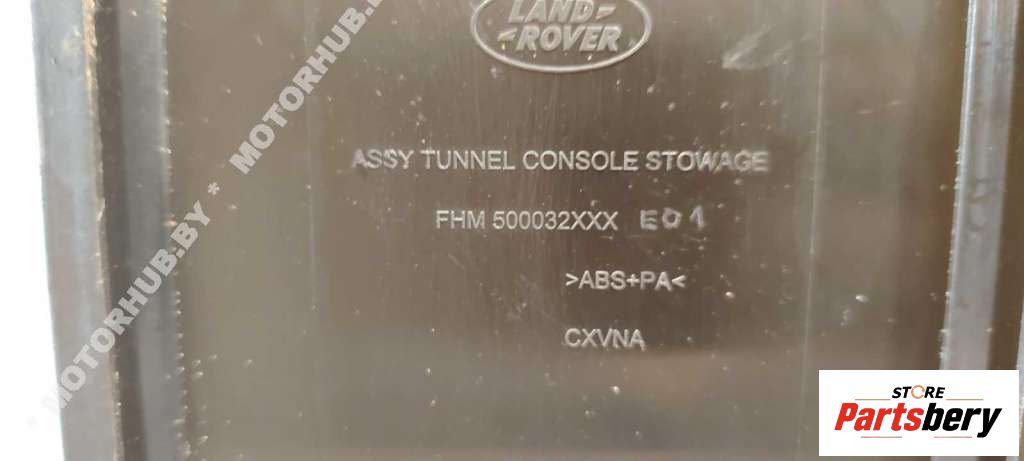 LAND-
-ROVER
ASSY TUNNEL CONSOLE STOWAGE
FHM 500032XXX E01
>ABS+PA<
CXVNA
* MOTORHUB.BY * MOTORHUB.BY
STORE
Partsbery